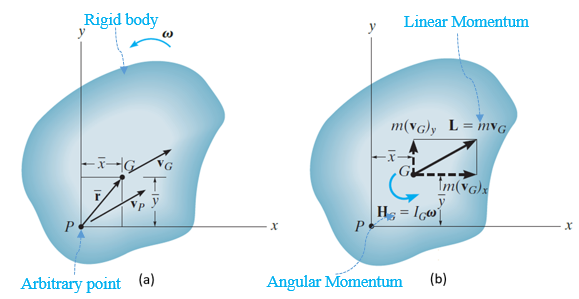 Rigid body
y
ω
x̄
G
v_G
r̄
v_P
ȳ
P
x
Arbitrary point
(a)
Linear Momentum
y
m(v_G)_y L = mv_G
x̄
G
m(v_G)_x
ȳ
H_G = I_Gω
P
x
Angular Momentum
(b)